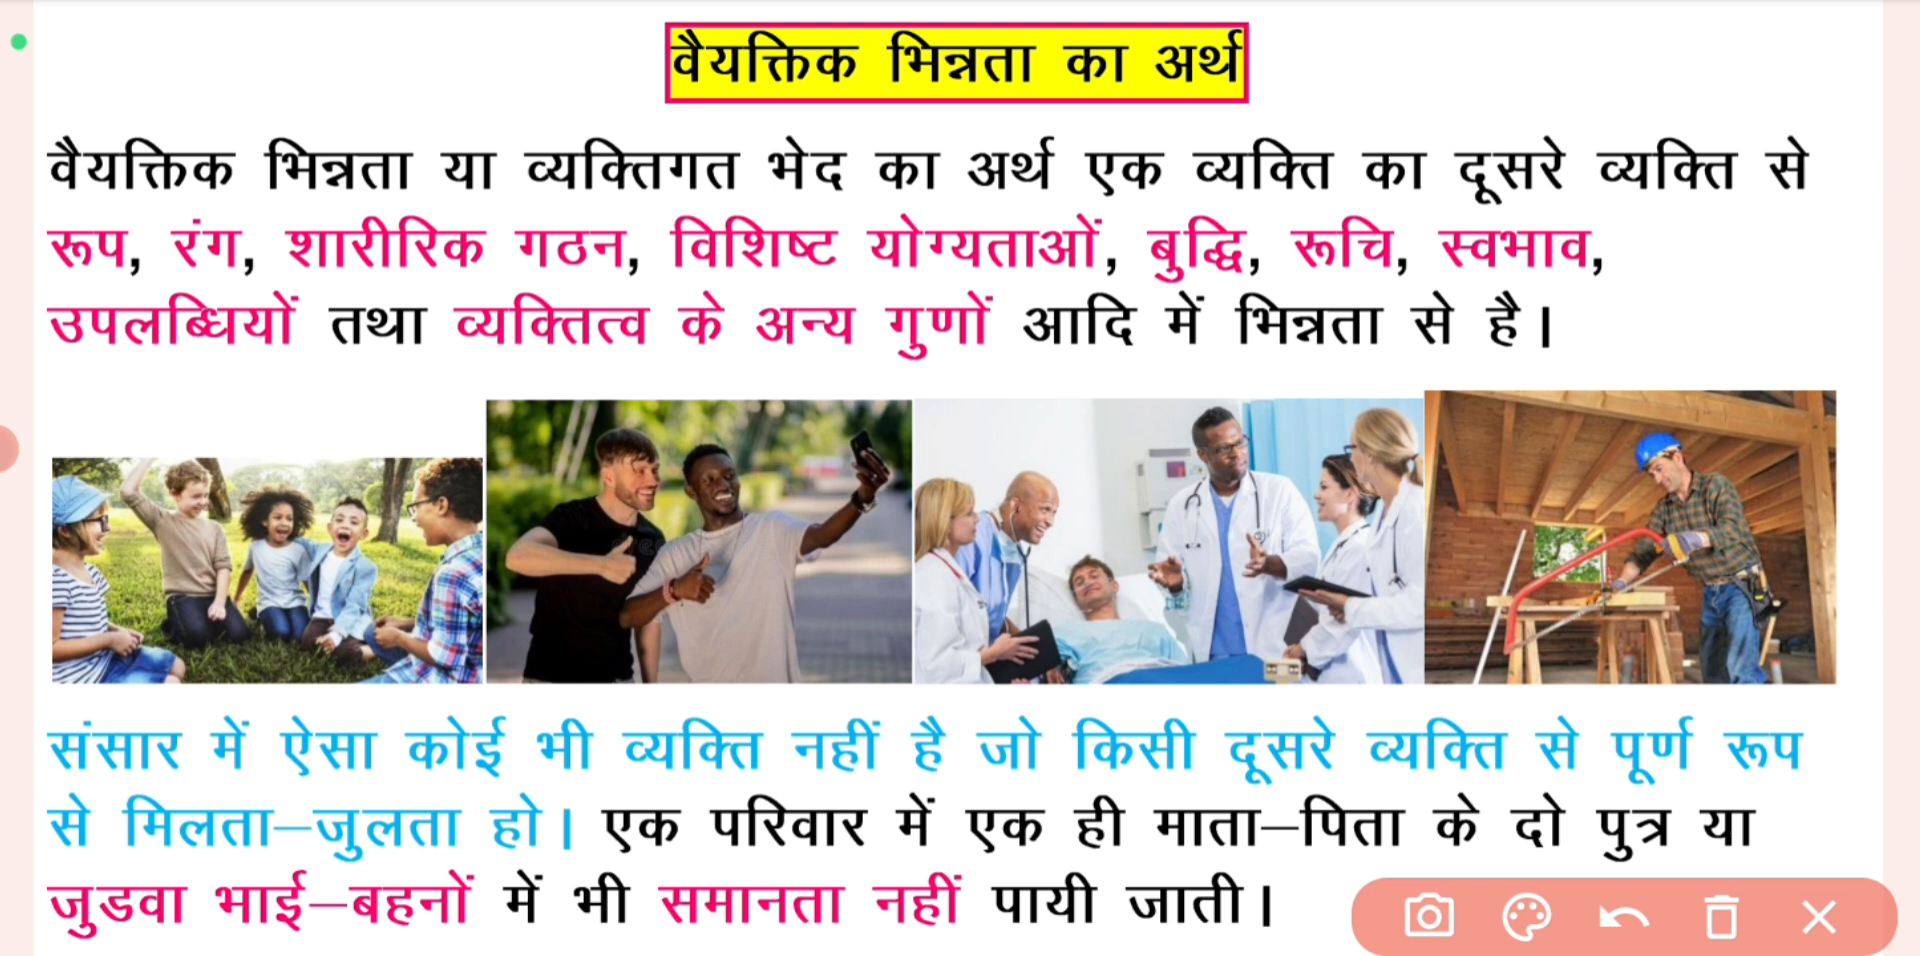 वैयक्तिक भिन्नता का अर्थ
वैयक्तिक भिन्नता या व्यक्तिगत भेद का अर्थ एक व्यक्ति का दूसरे व्यक्ति से
रूप, रंग, शारीरिक गठन, विशिष्ट योग्यताओं, बुद्धि, रूचि, स्वभाव,
उपलब्धियों तथा व्यक्तित्व के अन्य गुणों आदि में भिन्नता से है।
संसार में ऐसा कोई भी व्यक्ति नहीं है जो किसी दूसरे व्यक्ति से पूर्ण रूप
से मिलता–जुलता हो। एक परिवार में एक ही माता–पिता के दो पुत्र या
जुडवा भाई–बहनों में भी समानता नहीं पायी जाती।